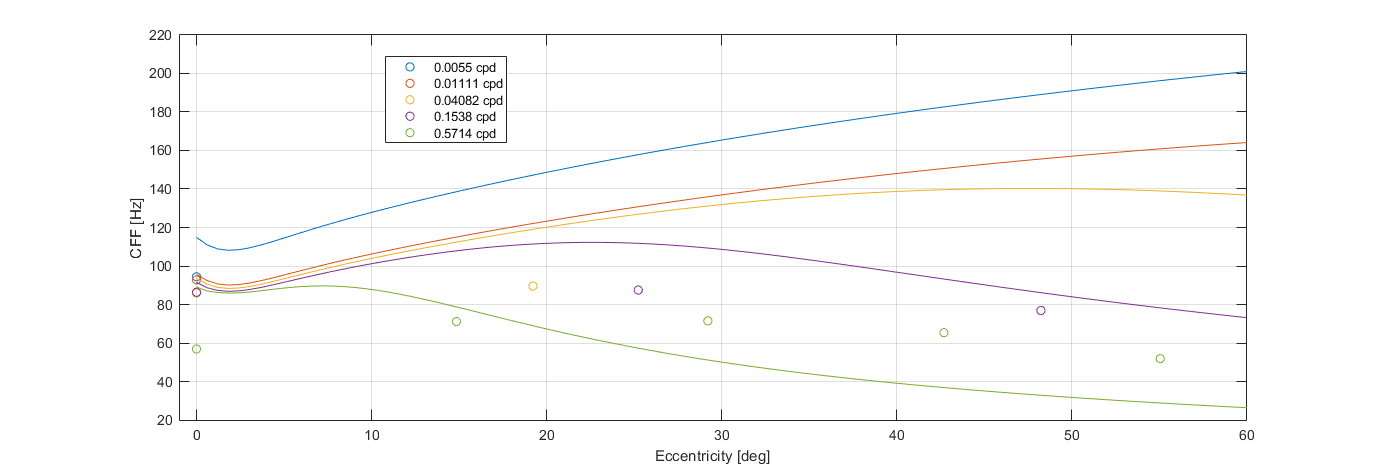 220
200
180
160
140
120
100
80
60
40
20
CFF [Hz]
0.0055 cpd
0.01111 cpd
0.04082 cpd
0.1538 cpd
0.5714 cpd
0 10 20 30 40 50 60
Eccentricity [deg]